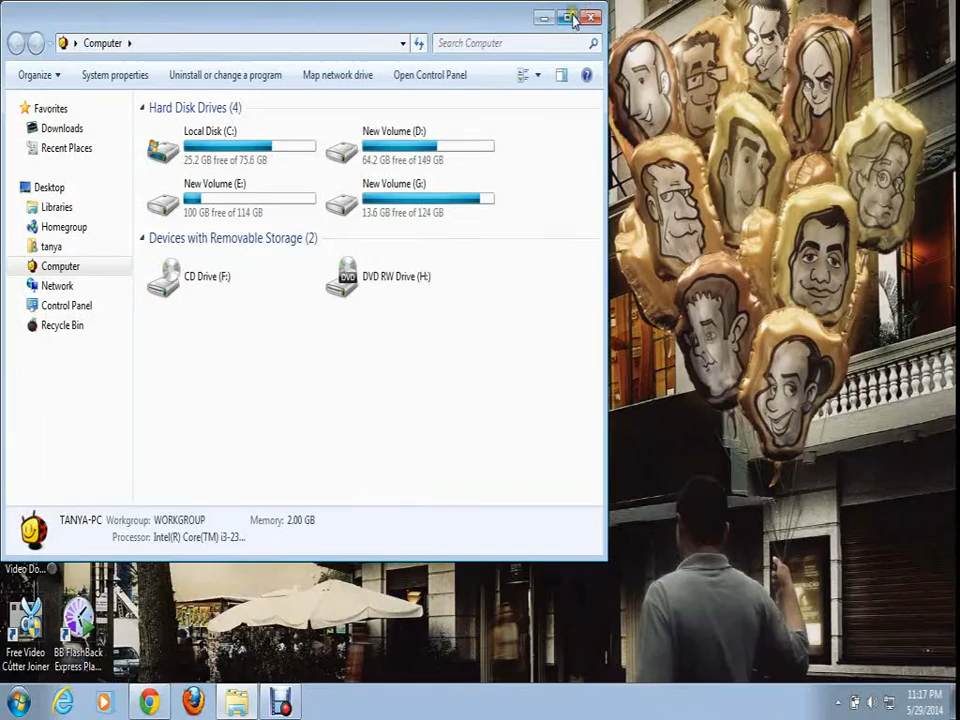 Computer
Search Computer
Organize
System properties
Uninstall or change a program
Map network drive
Open Control Panel
Favorites
Downloads
Recent Places
Desktop
Libraries
Homegroup
tanya
Computer
Network
Control Panel
Recycle Bin
Hard Disk Drives (4)
Local Disk (C:)
25.2 GB free of 75.6 GB
New Volume (D:)
64.2 GB free of 149 GB
New Volume (E:)
100 GB free of 114 GB
New Volume (G:)
13.6 GB free of 124 GB
Devices with Removable Storage (2)
CD Drive (F:)
DVD
DVD RW Drive (H:)
TANYA-PC Workgroup: WORKGROUP Memory: 2.00 GB
Processor: Intel(R) Core(TM) i3-23...
Video Do...
Free Video
Cutter Joiner
BB FlashBack
Express Pla...
11:17 PM
5/29/2014